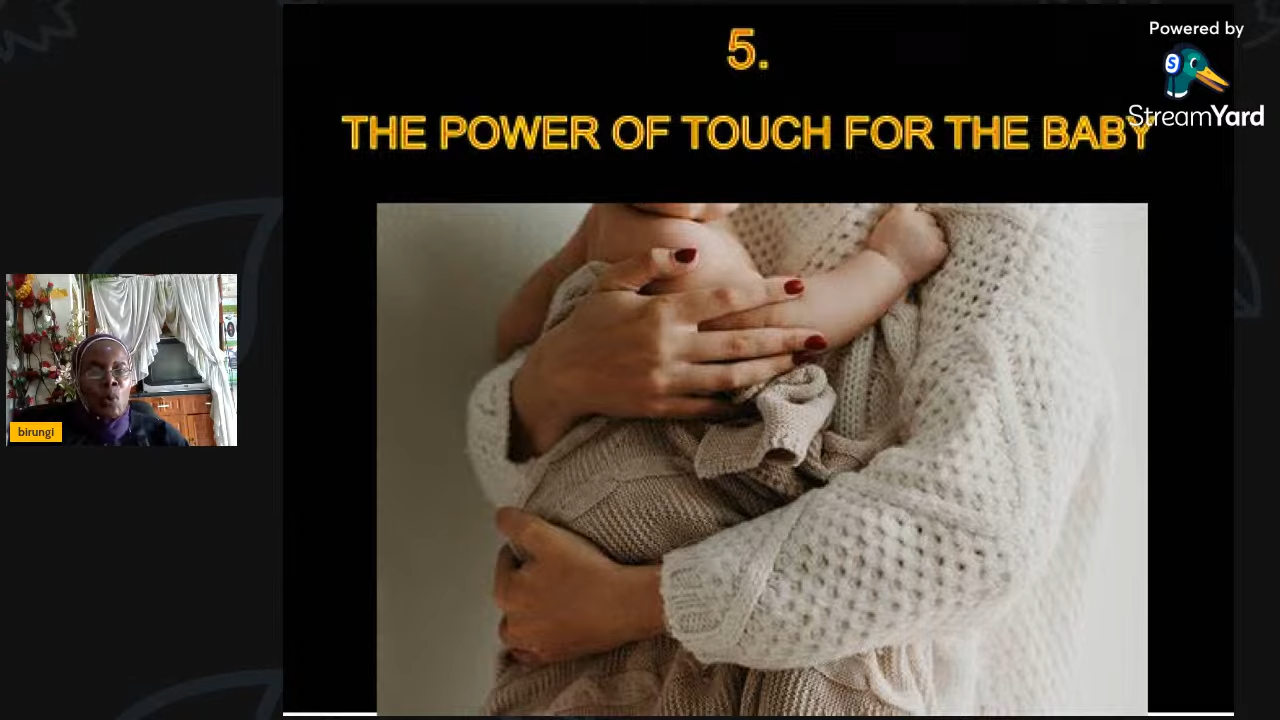 5.
THE POWER OF TOUCH FOR THE BABY
Powered by
S
StreamYard
birungi